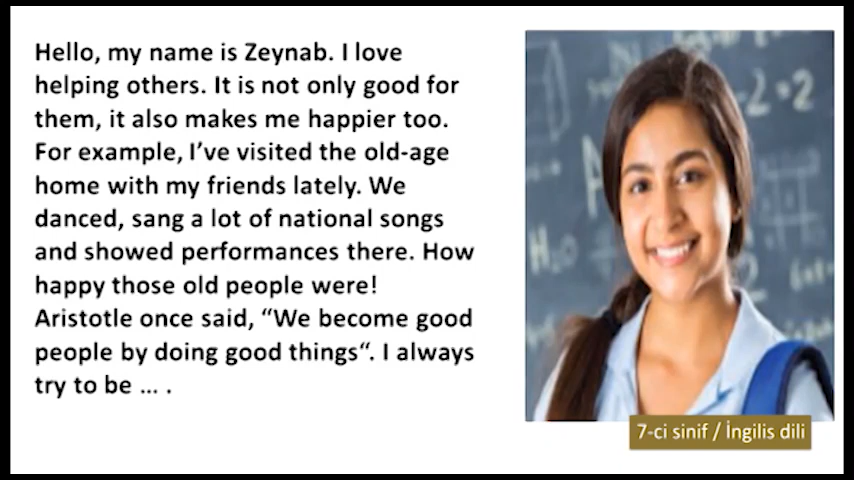 Hello, my name is Zeynab. I love
helping others. It is not only good for
them, it also makes me happier too.
For example, I’ve visited the old-age
home with my friends lately. We
danced, sang a lot of national songs
and showed performances there. How
happy those old people were!
Aristotle once said, “We become good
people by doing good things“. I always
try to be ... .
7-ci sinif / İngilis dili